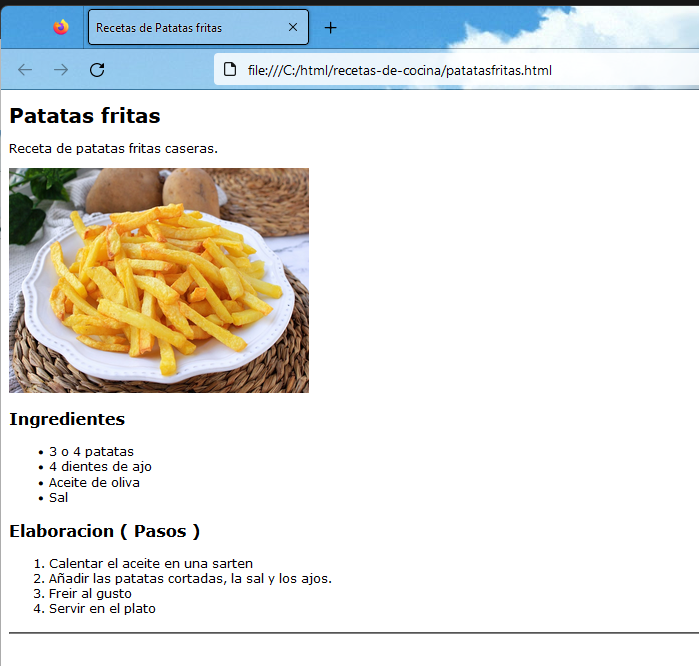 Recetas de Patatas fritas
file:///C:/html/recetas-de-cocina/patatasfritas.html
Patatas fritas
Receta de patatas fritas caseras.
Ingredientes
• 3 o 4 patatas
• 4 dientes de ajo
• Aceite de oliva
• Sal
Elaboracion ( Pasos )
1. Calentar el aceite en una sarten
2. Añadir las patatas cortadas, la sal y los ajos.
3. Freir al gusto
4. Servir en el plato